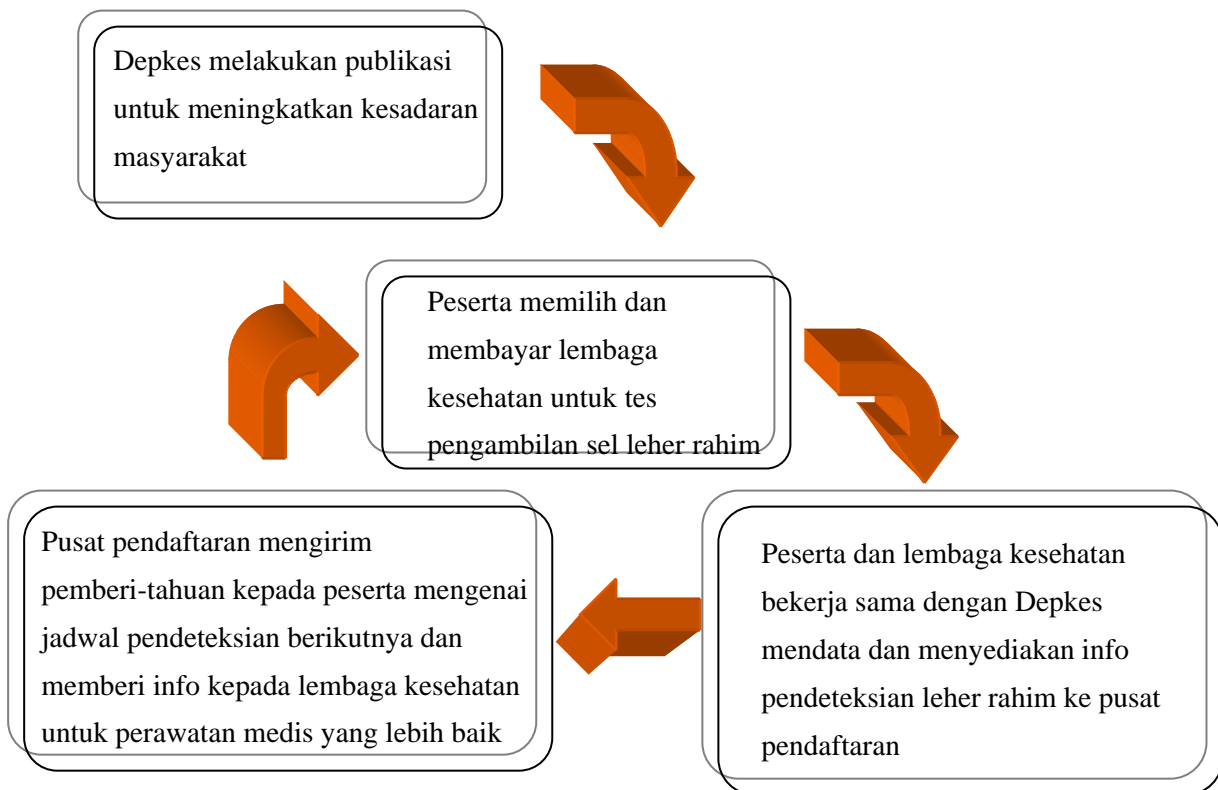 Depkes melakukan publikasi
untuk meningkatkan kesadaran
masyarakat
Peserta memilih dan
membayar lembaga
kesehatan untuk tes
pengambilan sel leher rahim
Peserta dan lembaga kesehatan
bekerja sama dengan Depkes
mendata dan menyediakan info
pendeteksian leher rahim ke pusat
pendaftaran
Pusat pendaftaran mengirim
pemberi-tahuan kepada peserta mengenai
jadwal pendeteksian berikutnya dan
memberi info kepada lembaga kesehatan
untuk perawatan medis yang lebih baik